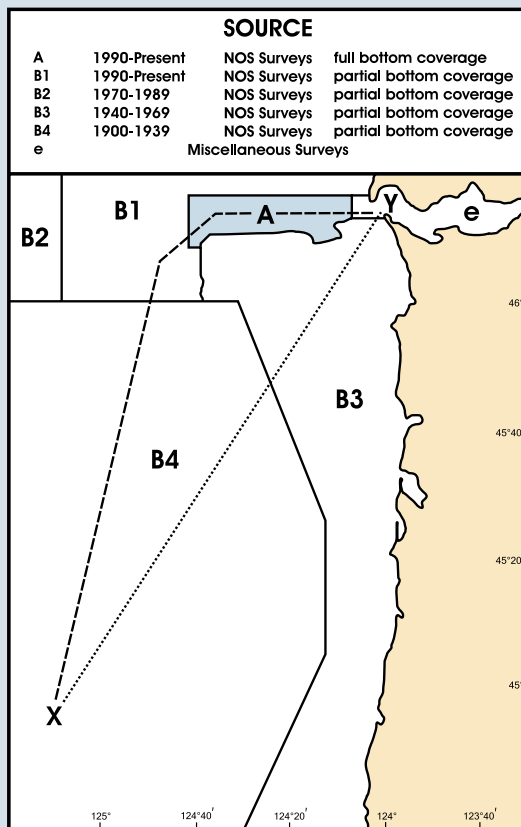 SOURCE
A 1990-Present NOS Surveys full bottom coverage
B1 1990-Present NOS Surveys partial bottom coverage
B2 1970-1989 NOS Surveys partial bottom coverage
B3 1940-1969 NOS Surveys partial bottom coverage
B4 1900-1939 NOS Surveys partial bottom coverage
e Miscellaneous Surveys
B2
B1
A
Y
e
46°
B3
45°40
B4
45°20
45°
X
125° 124°40′ 124°20′ 124° 123°40′